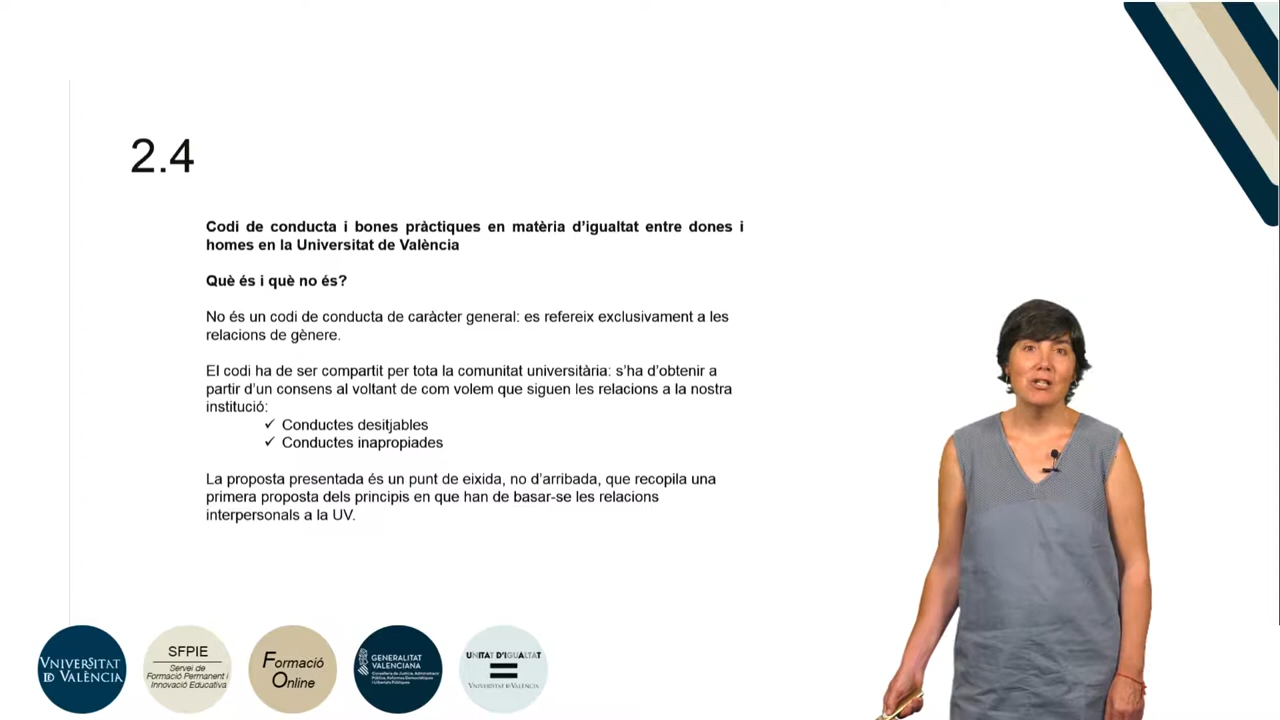 2.4
Codi de conducta i bones pràctiques en matèria d’igualtat entre dones i
homes en la Universitat de València
Què és i què no és?
No és un codi de conducta de caràcter general: es refereix exclusivament a les
relacions de gènere.
El codi ha de ser compartit per tota la comunitat universitària: s’ha d’obtenir a
partir d’un consens al voltant de com volem que siguen les relacions a la nostra
institució:
✓ Conductes desitjables
✓ Conductes inapropiades
La proposta presentada és un punt de eixida, no d’arribada, que recopila una
primera proposta dels principis en que han de basar-se les relacions
interpersonals a la UV.
VNIVERSITAT
ID VALÈNCIA
SFPIE
Servei de
Formació Permanent i
Innovació Educativa
Formació
Online
GENERALITAT
VALENCIANA
UNITAT D’IGUALTAT
VNIVERSITAT ID VALÈNCIA